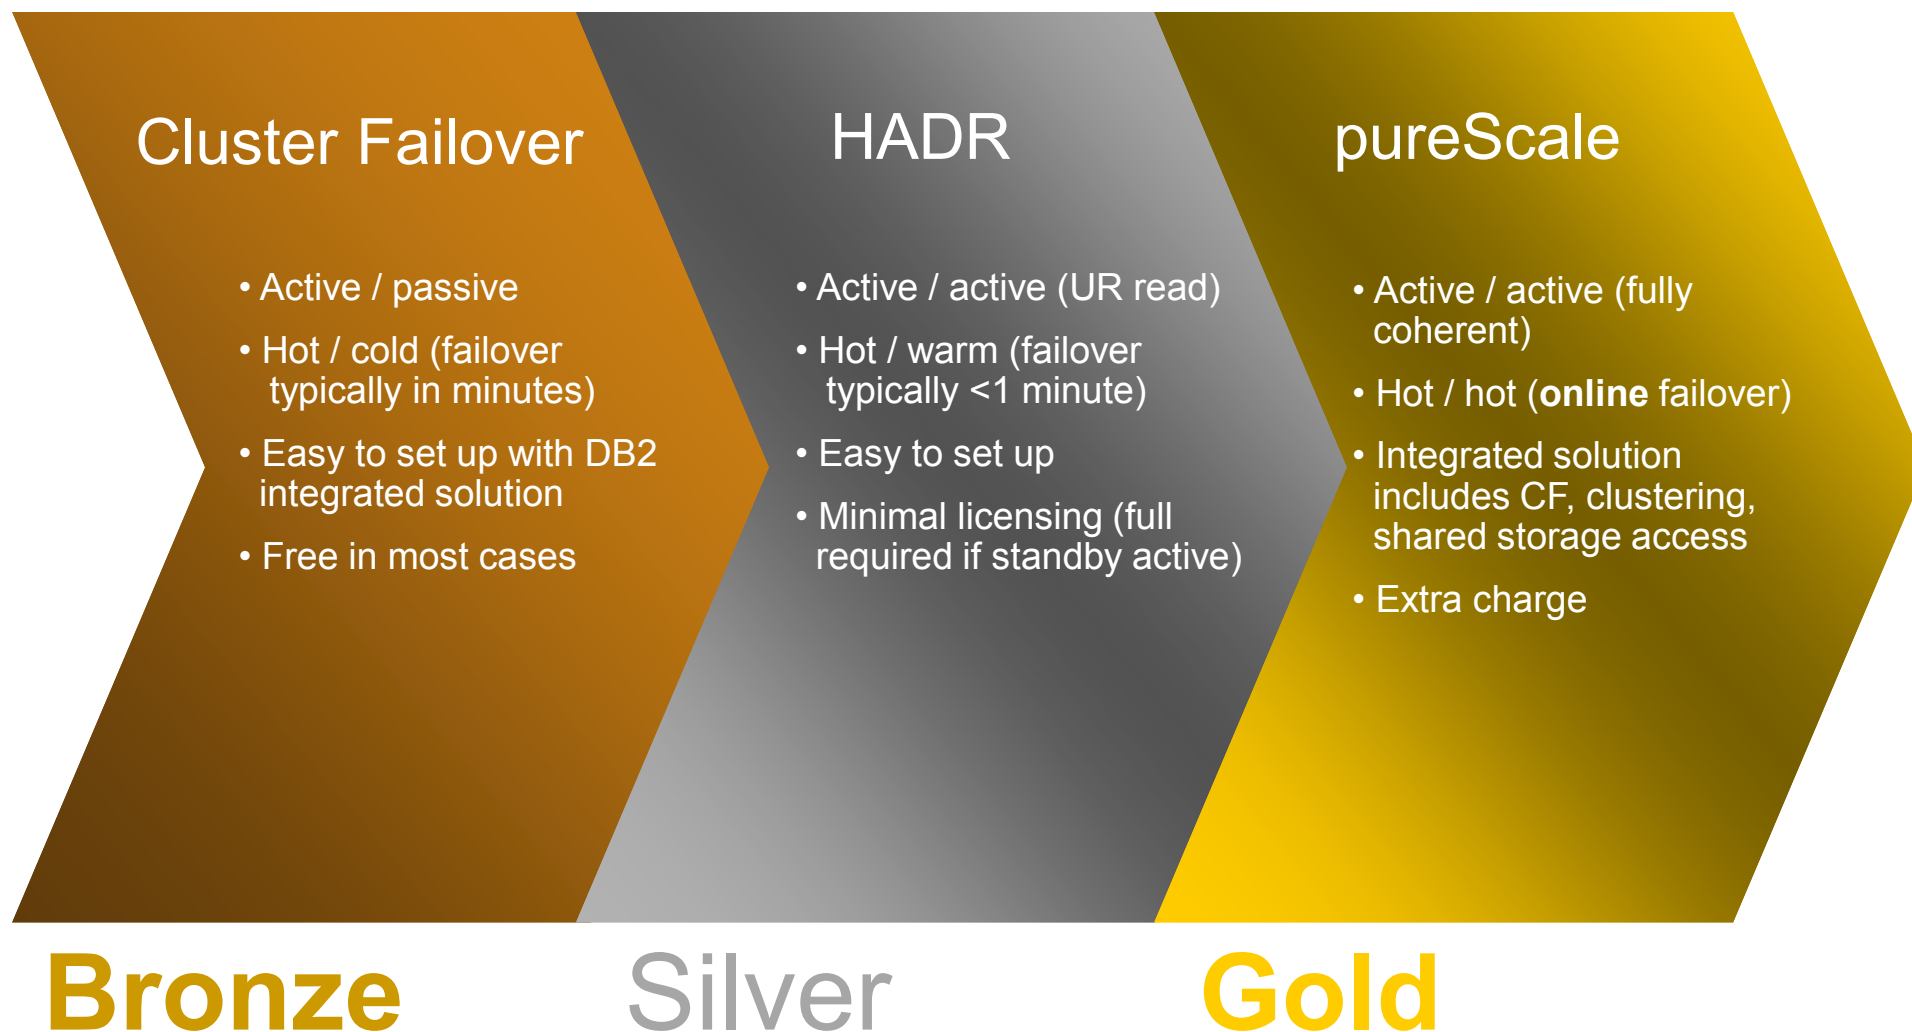 Cluster Failover
• Active / passive
• Hot / cold (failover
typically in minutes)
• Easy to set up with DB2
integrated solution
• Free in most cases
HADR
• Active / active (UR read)
• Hot / warm (failover
typically <1 minute)
• Easy to set up
• Minimal licensing (full
required if standby active)
pureScale
• Active / active (fully
coherent)
• Hot / hot (online failover)
• Integrated solution
includes CF, clustering,
shared storage access
• Extra charge
Bronze
Silver
Gold